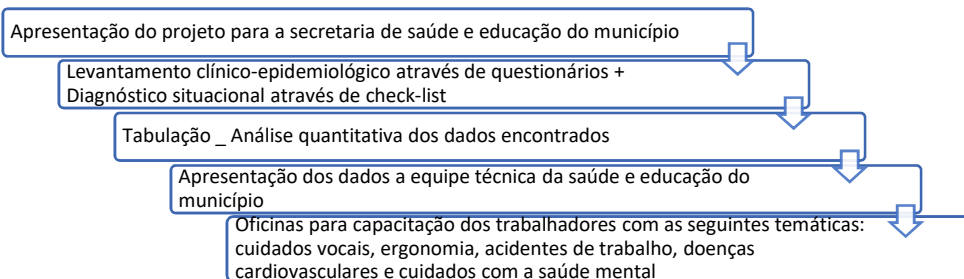 Apresentação do projeto para a secretaria de saúde e educação do município
Levantamento clínico-epidemiológico através de questionários +
Diagnóstico situacional através de check-list
Tabulação _ Análise quantitativa dos dados encontrados
Apresentação dos dados a equipe técnica da saúde e educação do
município
Oficinas para capacitação dos trabalhadores com as seguintes temáticas:
cuidados vocais, ergonomia, acidentes de trabalho, doenças
cardiovasculares e cuidados com a saúde mental